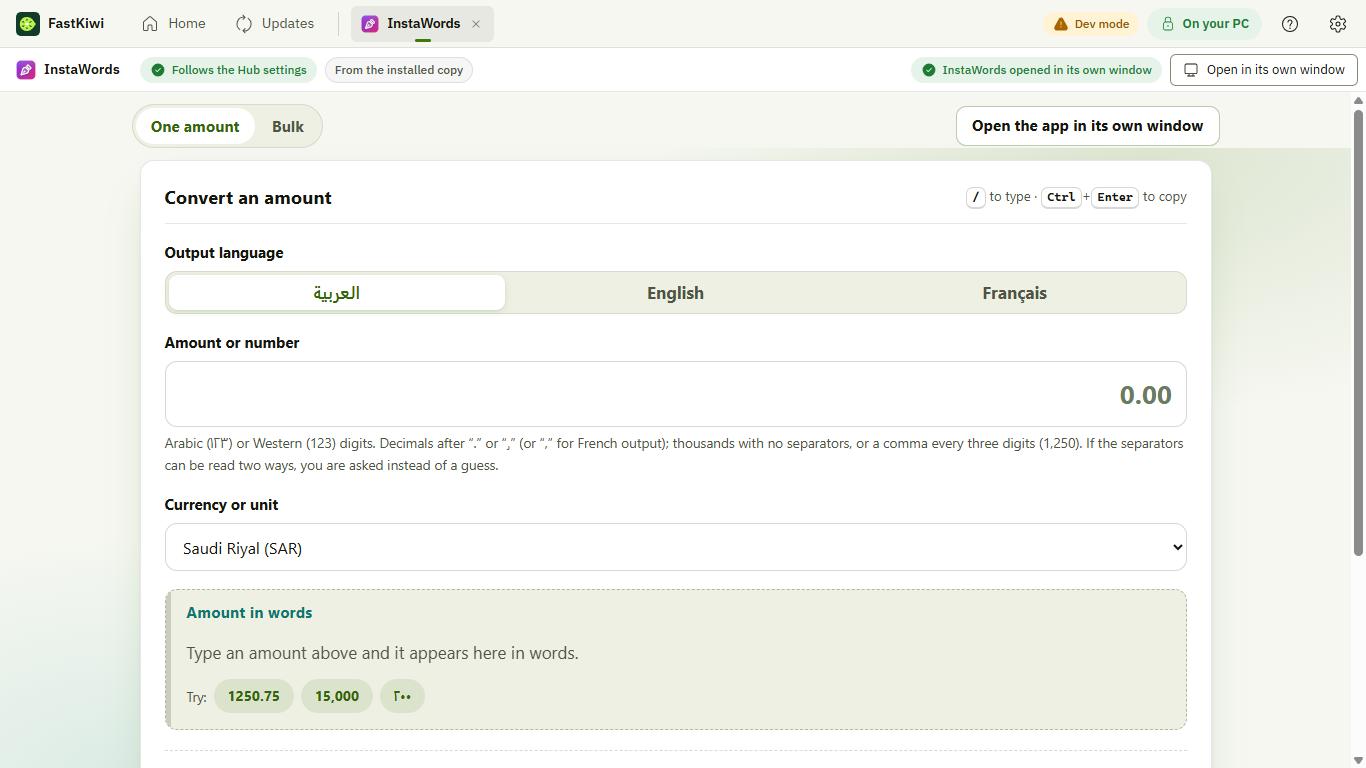 FastKiwi
Home
Updates
InstaWords
Dev mode
On your PC
InstaWords
Follows the Hub settings
From the installed copy
InstaWords opened in its own window
Open in its own window
One amount
Bulk
Open the app in its own window
Convert an amount
/ to type · Ctrl + Enter to copy
Output language
العربية
English
Français
Amount or number
0.00
Arabic (١٢٣) or Western (123) digits. Decimals after “.” or “٫” (or “,” for French output); thousands with no separators, or a comma every three digits (1,250). If the separators
can be read two ways, you are asked instead of a guess.
Currency or unit
Saudi Riyal (SAR)
Amount in words
Type an amount above and it appears here in words.
Try: 1250.75 15,000 ٢٠٠